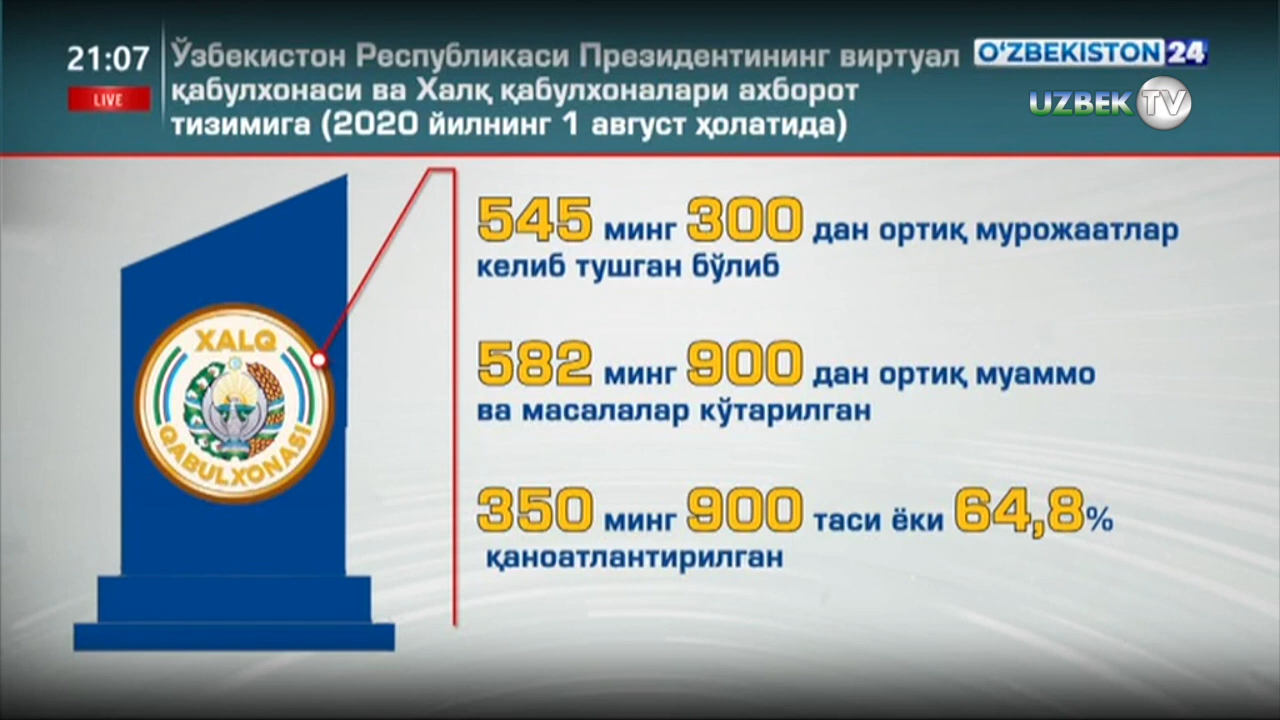 21:07
LIVE
Ўзбекистон Республикаси Президентининг виртуал
қабулхонаси ва Халқ қабулхоналари ахборот
тизимига (2020 йилнинг 1 август ҳолатида)
O‘ZBEKISTON 24
UZBEK TV
545 минг 300 дан ортиқ мурожаатлар
келиб тушган бўлиб
582 минг 900 дан ортиқ муаммо
ва масалалар кўтарилган
350 минг 900 таси ёки 64,8%
қаноатлантирилган
XALQ
QABULXONASI